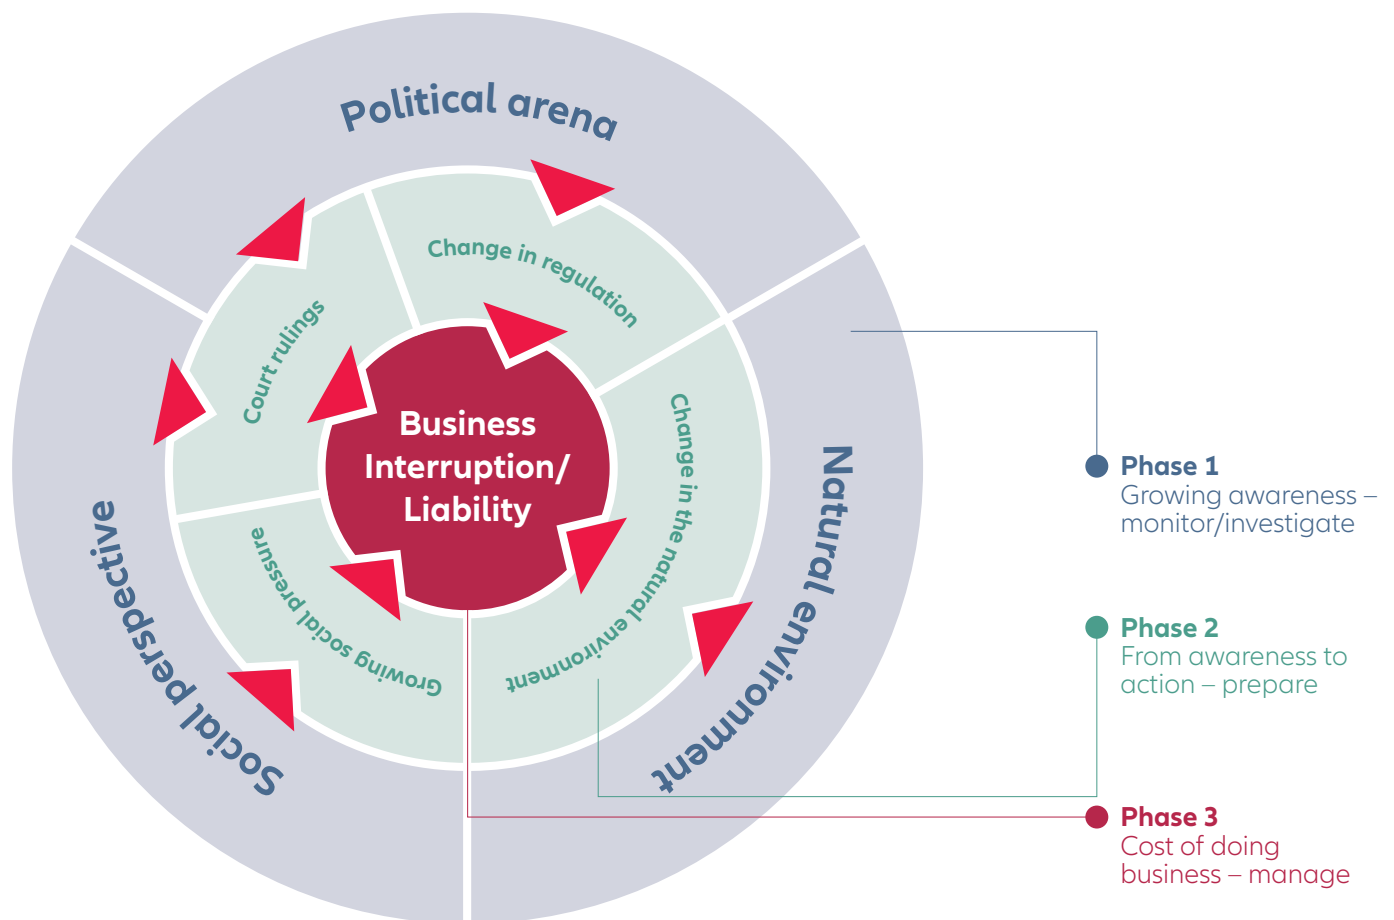 Political arena
Change in regulation
Court rulings
Business
Interruption/
Liability
Change in the natural environment
Growing social pressure
Social perspective
Natural environment
Phase 1
Growing awareness –
monitor/investigate
Phase 2
From awareness to
action – prepare
Phase 3
Cost of doing
business – manage